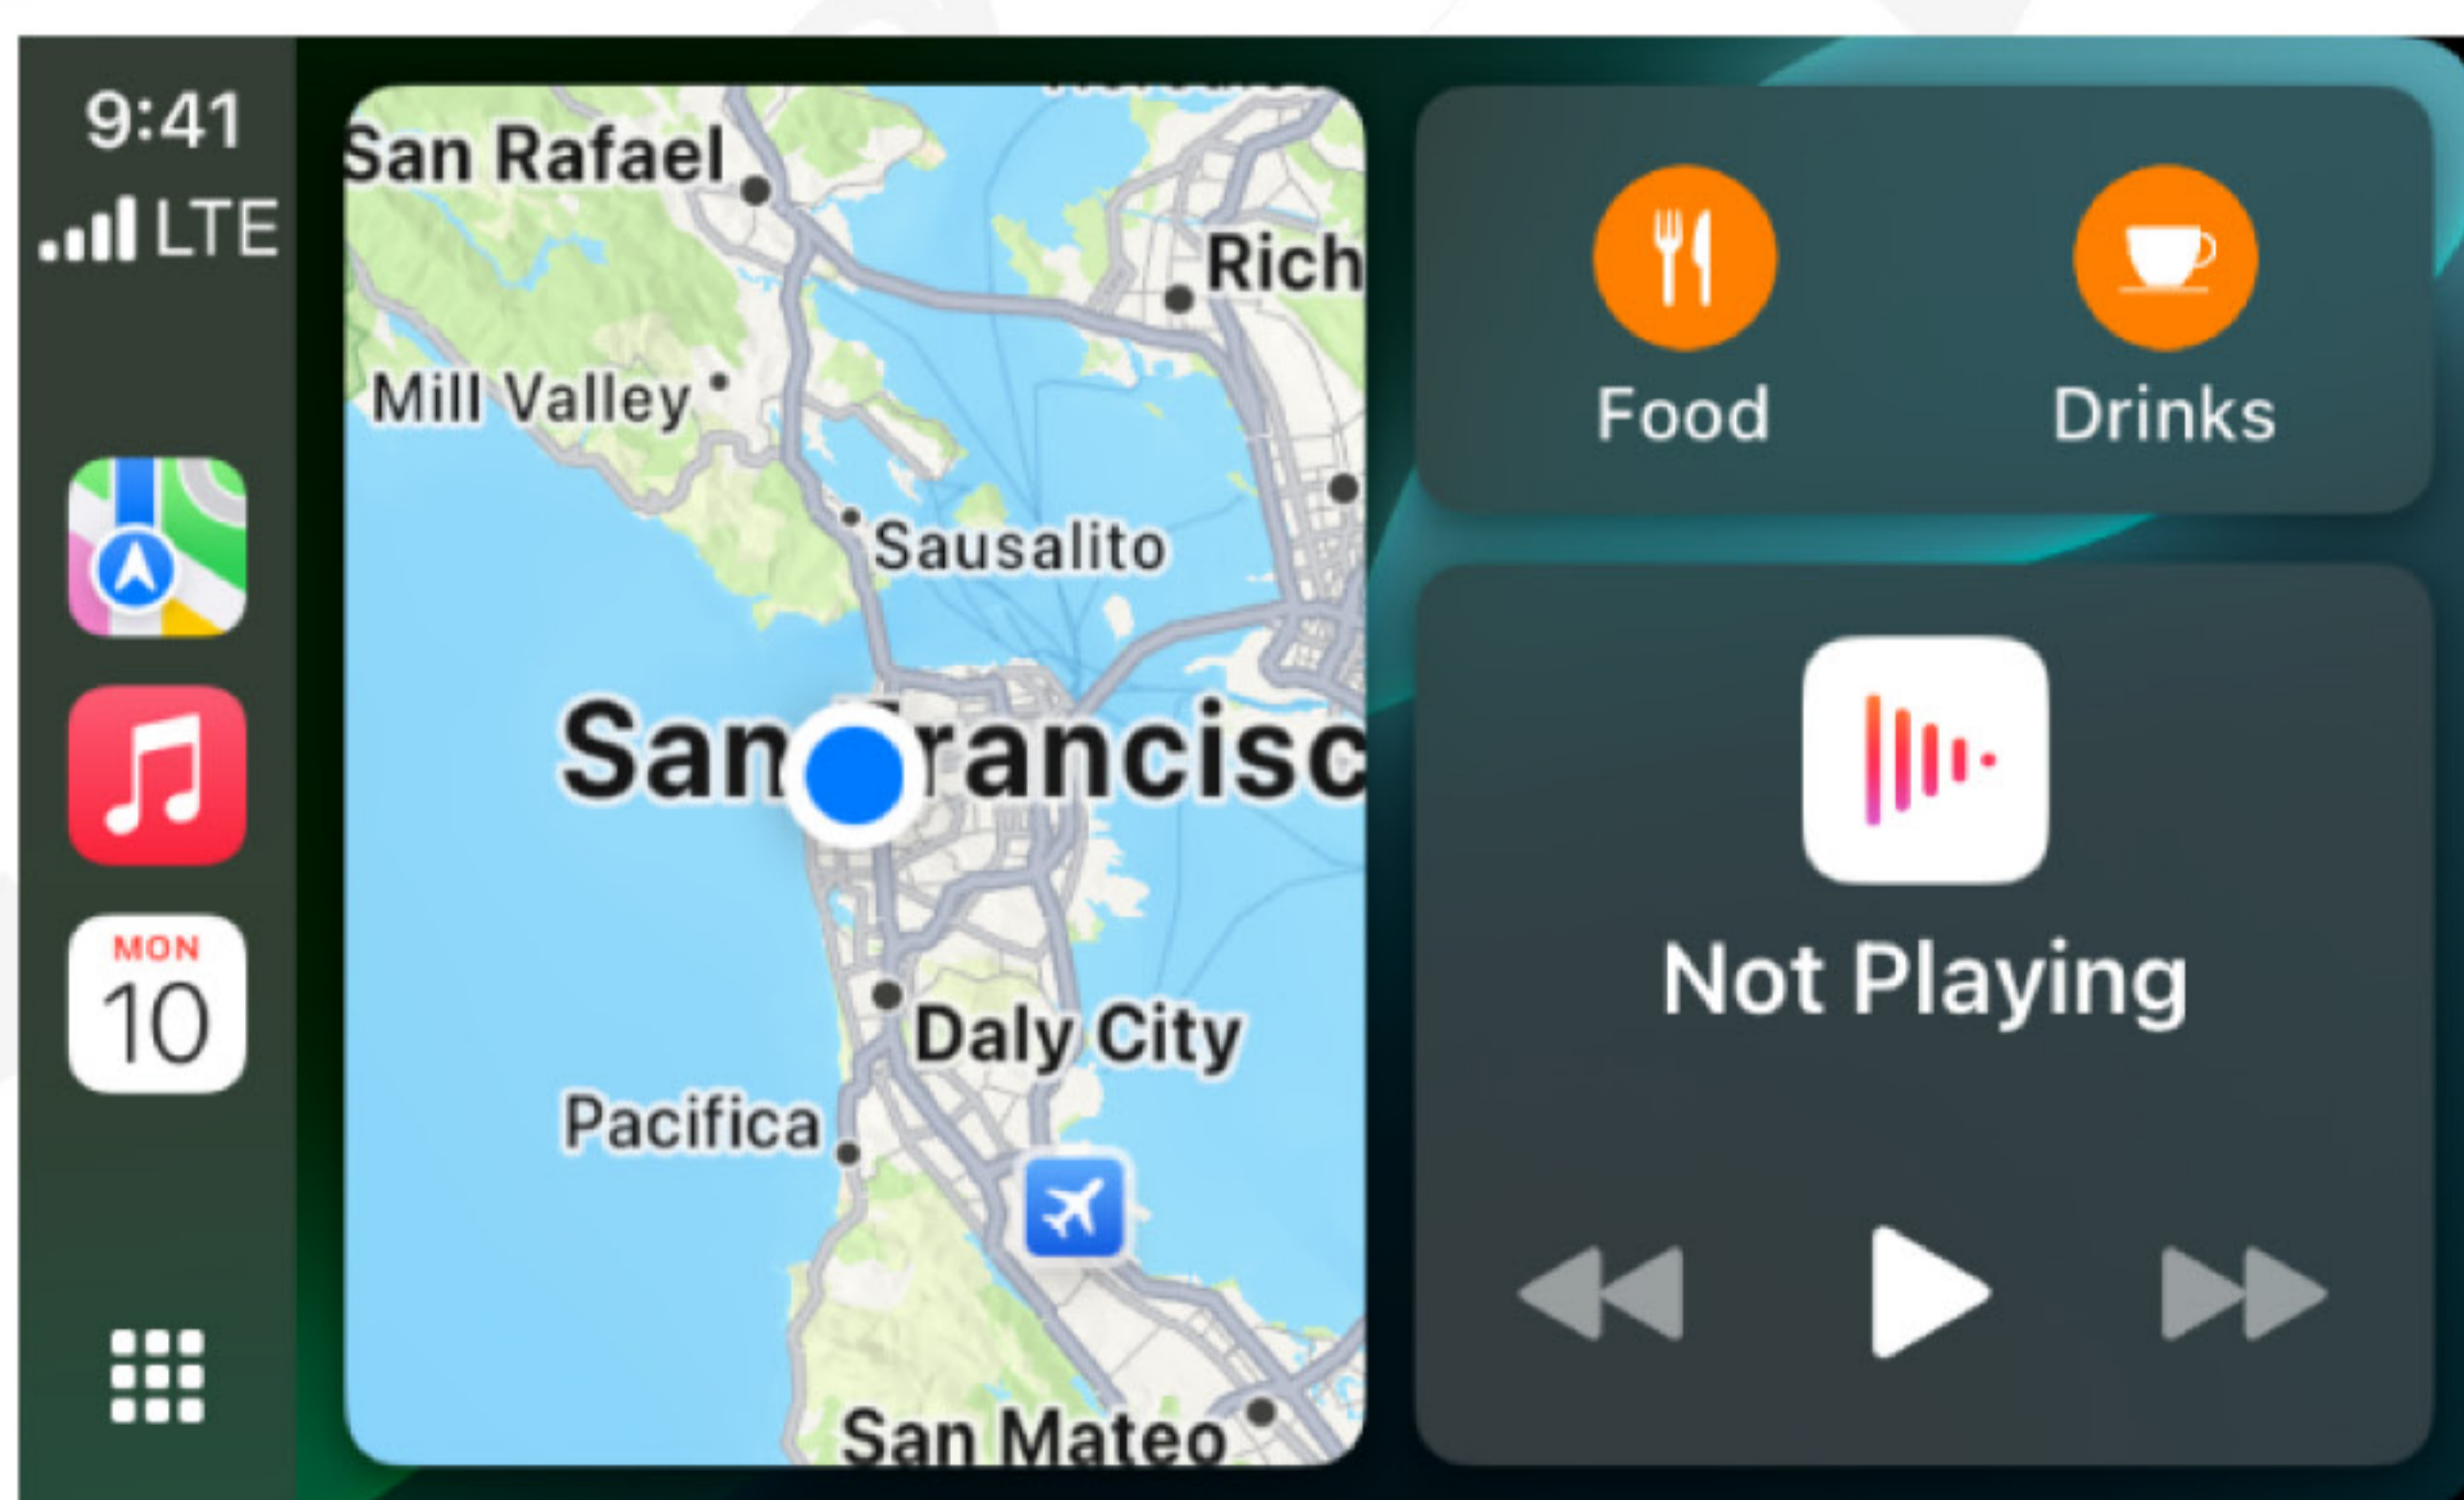 9:41
LTE
MON
10
San Rafael
Rich
Mill Valley
Sausalito
San Francisc
Daly City
Pacifica
San Mateo
Food
Drinks
Not Playing